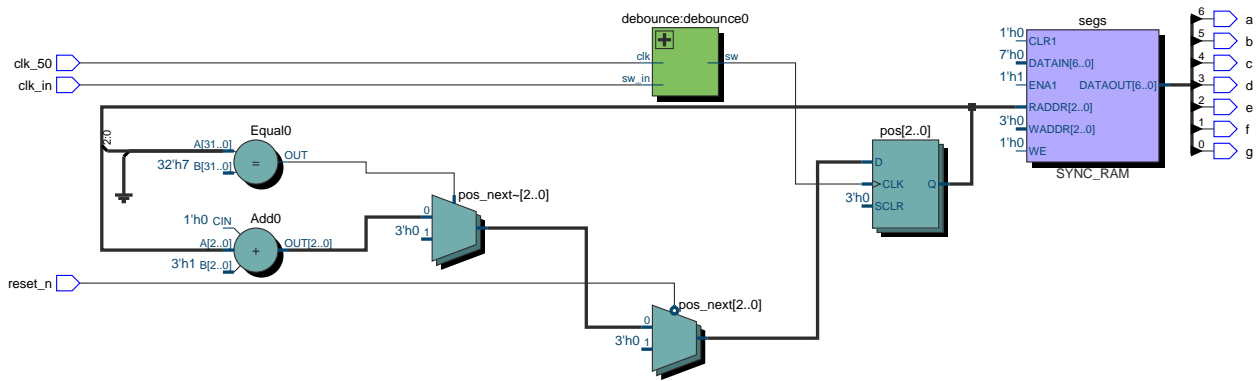 debounce:debounce0
segs
6
a
1'h0
CLR1
5
b
clk_50
clk
sw
7'h0
DATAIN[6..0]
4
c
clk_in
sw_in
1'h1
ENA1
DATAOUT[6..0]
3
d
RADDR[2..0]
2
e
2:0
Equal0
pos[2..0]
3'h0
WADDR[2..0]
1
f
A[31..0]
OUT
=
32'h7
B[31..0]
D
1'h0
WE
0
g
SYNC_RAM
CLK
Q
3'h0
SCLR
pos_next~[2..0]
0
3'h0
1
1'h0
CIN
Add0
A[2..0]
+
OUT[2..0]
3'h1
B[2..0]
reset_n
pos_next[2..0]
0
3'h0
1